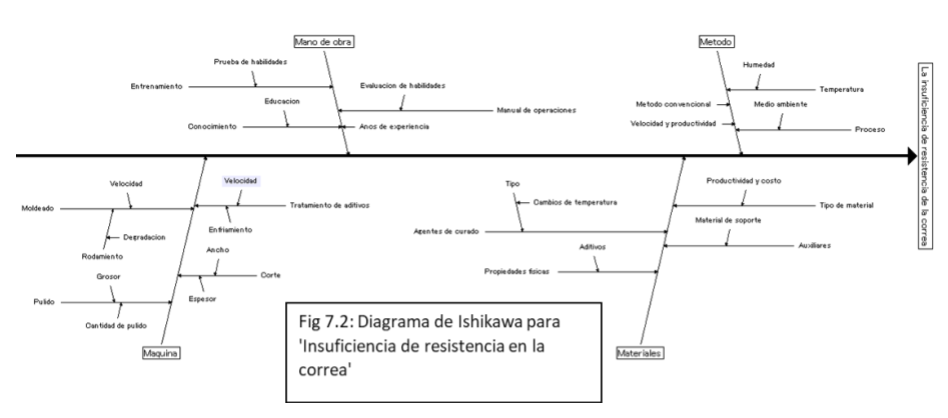 Mano de obra
Metodo
Prueba de habilidades
Entrenamiento
Evaluacion de habilidades
Educacion
Manual de operaciones
Conocimiento
Anos de experiencia
Humedad
Temperatura
Metodo convencional
Medio ambiente
Velocidad y productividad
Proceso
La insuficiencia de resistencia de la correa
Velocidad
Velocidad
Moldeado
Tratamiento de aditivos
Degradacion
Enfriamiento
Rodamiento
Ancho
Grosor
Corte
Espesor
Pulido
Cantidad de pulido
Maquina
Tipo
Productividad y costo
Cambios de temperatura
Tipo de material
Agentes de curado
Material de soporte
Aditivos
Auxiliares
Propiedades fisicas
Materiales
Fig 7.2: Diagrama de Ishikawa para
'Insuficiencia de resistencia en la
correa'